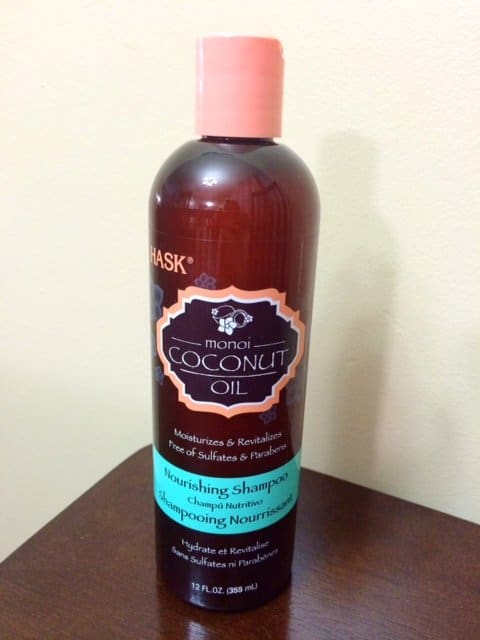 HASK®
monoi
COCONUT
OIL
Moisturizes & Revitalizes
Free of Sulfates & Parabens
Nourishing Shampoo
Champú Nutritivo
Shampooing Nourrissant
Hydrate et Revitalise
Sans Sulfates ni Parabènes
12 FL.OZ. (355 mL)